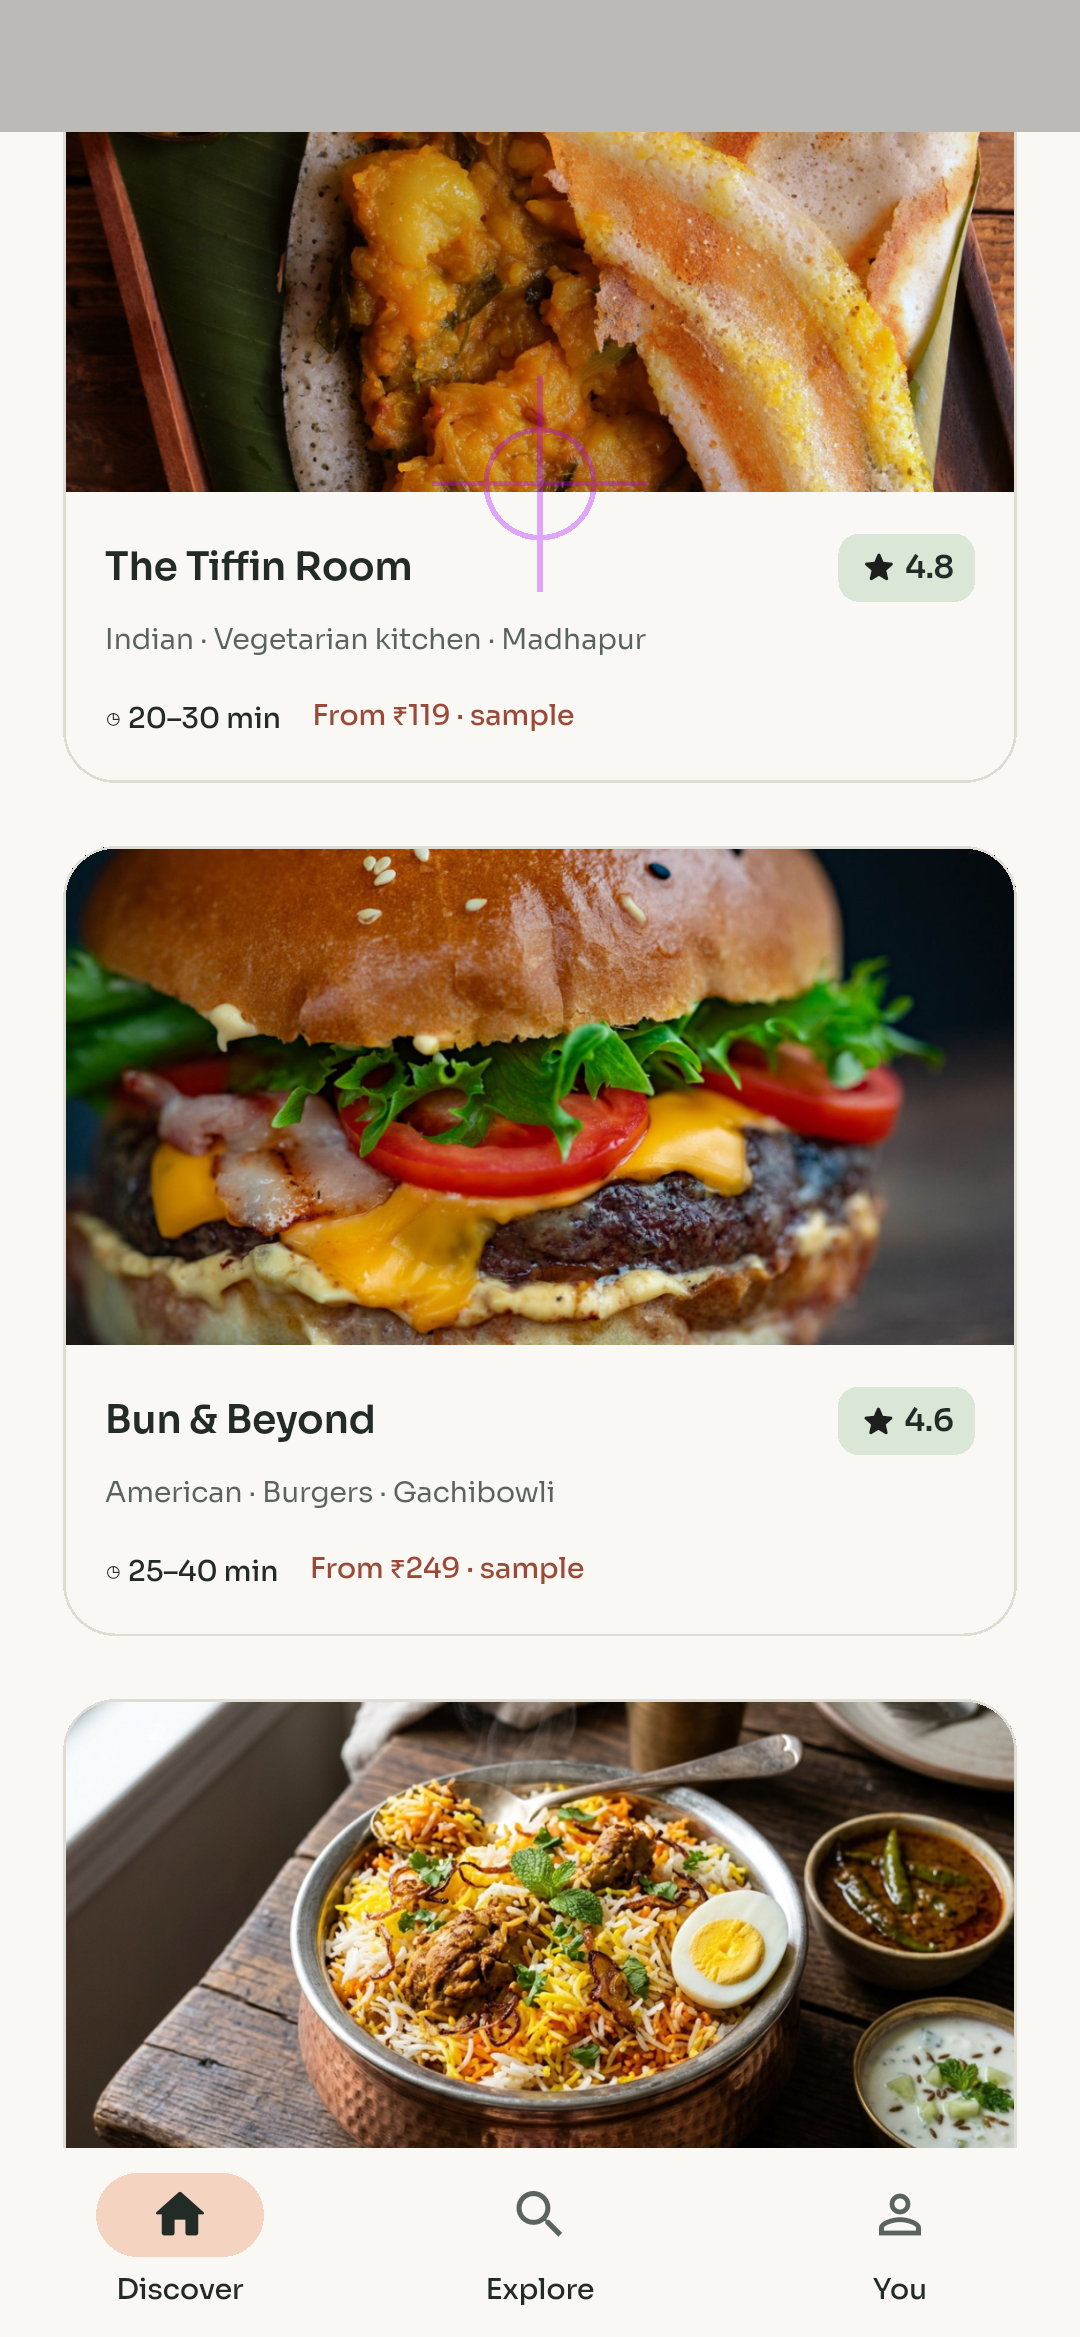 The Tiffin Room
★ 4.8
Indian · Vegetarian kitchen · Madhapur
20–30 min From ₹119 · sample
Bun & Beyond
★ 4.6
American · Burgers · Gachibowli
25–40 min From ₹249 · sample
Discover Explore You